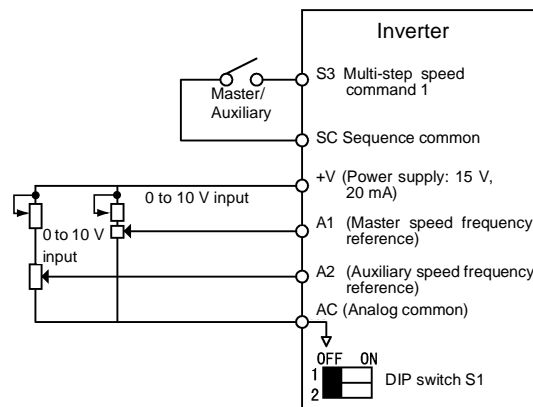 Inverter
S3 Multi-step speed
command 1
Master/
Auxiliary
SC Sequence common
+V (Power supply: 15 V,
20 mA)
0 to 10 V input
A1 (Master speed frequency
reference)
0 to 10 V
input
A2 (Auxiliary speed frequency
reference)
AC (Analog common)
OFF ON
1
2
DIP switch S1